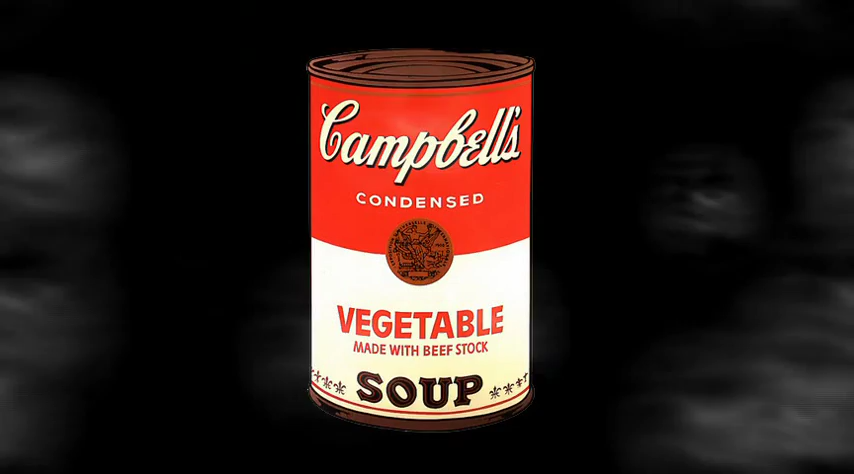 Campbell's
CONDENSED
VEGETABLE
MADE WITH BEEF STOCK
SOUP